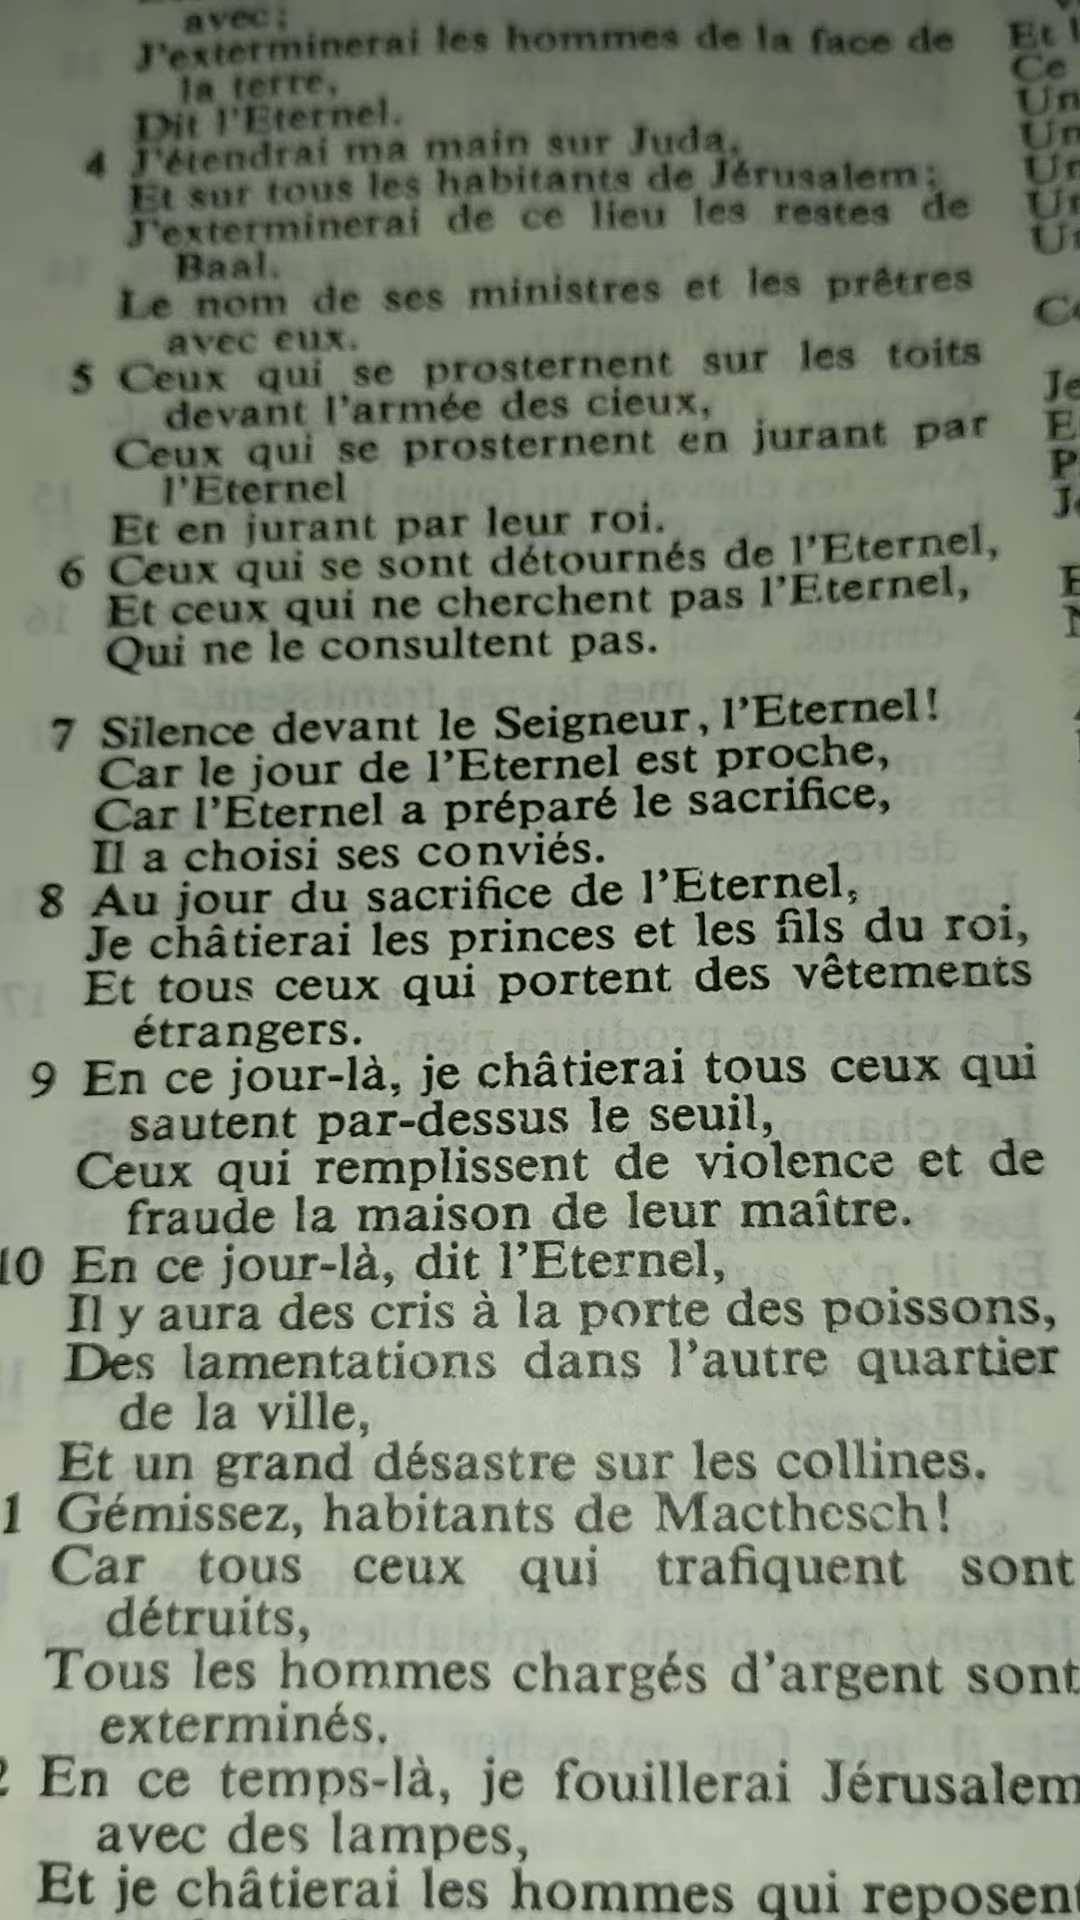 avec;
J'exterminerai les hommes de la face de
la terre,
Dit l'Eternel.
4 J'étendrai ma main sur Juda,
Et sur tous les habitants de Jérusalem;
J'exterminerai de ce lieu les restes de
Baal.
Le nom de ses ministres et les prêtres
avec eux.
5 Ceux qui se prosternent sur les toits
devant l'armée des cieux,
Ceux qui se prosternent en jurant par
l'Eternel
Et en jurant par leur roi.
6 Ceux qui se sont détournés de l'Eternel,
Et ceux qui ne cherchent pas l'Eternel,
Qui ne le consultent pas.
7 Silence devant le Seigneur, l'Eternel!
Car le jour de l'Eternel est proche,
Car l'Eternel a préparé le sacrifice,
Il a choisi ses conviés.
8 Au jour du sacrifice de l'Eternel,
Je châtierai les princes et les fils du roi,
Et tous ceux qui portent des vêtements
étrangers.
9 En ce jour-là, je châtierai tous ceux qui
sautent par-dessus le seuil,
Ceux qui remplissent de violence et de
fraude la maison de leur maître.
10 En ce jour-là, dit l'Eternel,
Il y aura des cris à la porte des poissons,
Des lamentations dans l'autre quartier
de la ville,
Et un grand désastre sur les collines.
1 Gémissez, habitants de Macthesch!
Car tous ceux qui trafiquent sont
détruits,
Tous les hommes chargés d'argent sont
exterminés.
2 En ce temps-là, je fouillerai Jérusalem
avec des lampes,
Et je châtierai les hommes qui reposent
Et
Ce
Un
Je